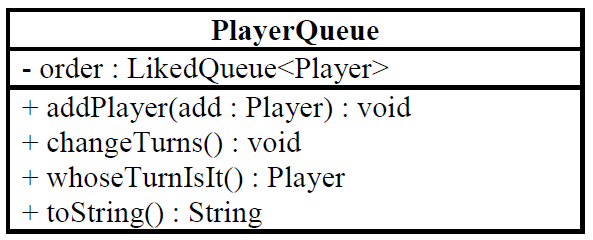 PlayerQueue
- order : LikedQueue<Player>
+ addPlayer(add : Player) : void
+ changeTurns() : void
+ whoseTurnIsIt() : Player
+ toString() : String